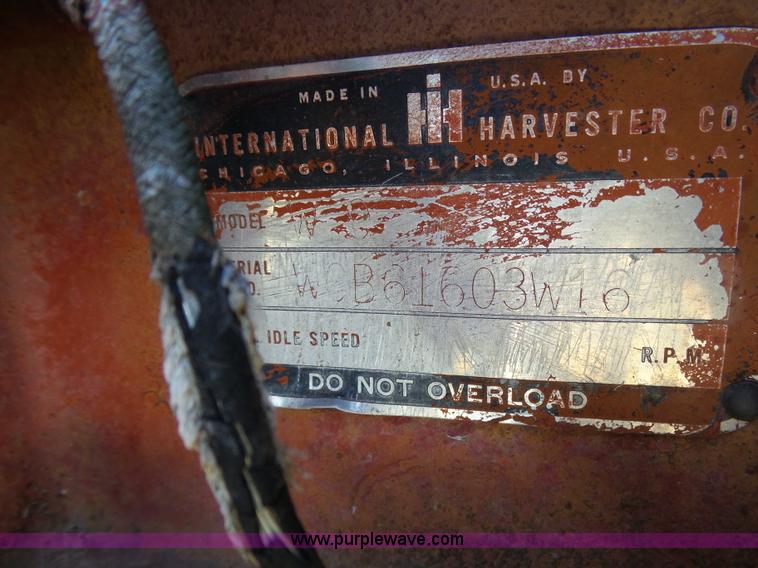 MADE IN IH U.S.A. BY
INTERNATIONAL HARVESTER CO.
CHICAGO, ILLINOIS U.S.A.
MODEL
SERIAL
NO. WCB61603W16
IDLE SPEED R.P.M.
DO NOT OVERLOAD
www.purplewave.com